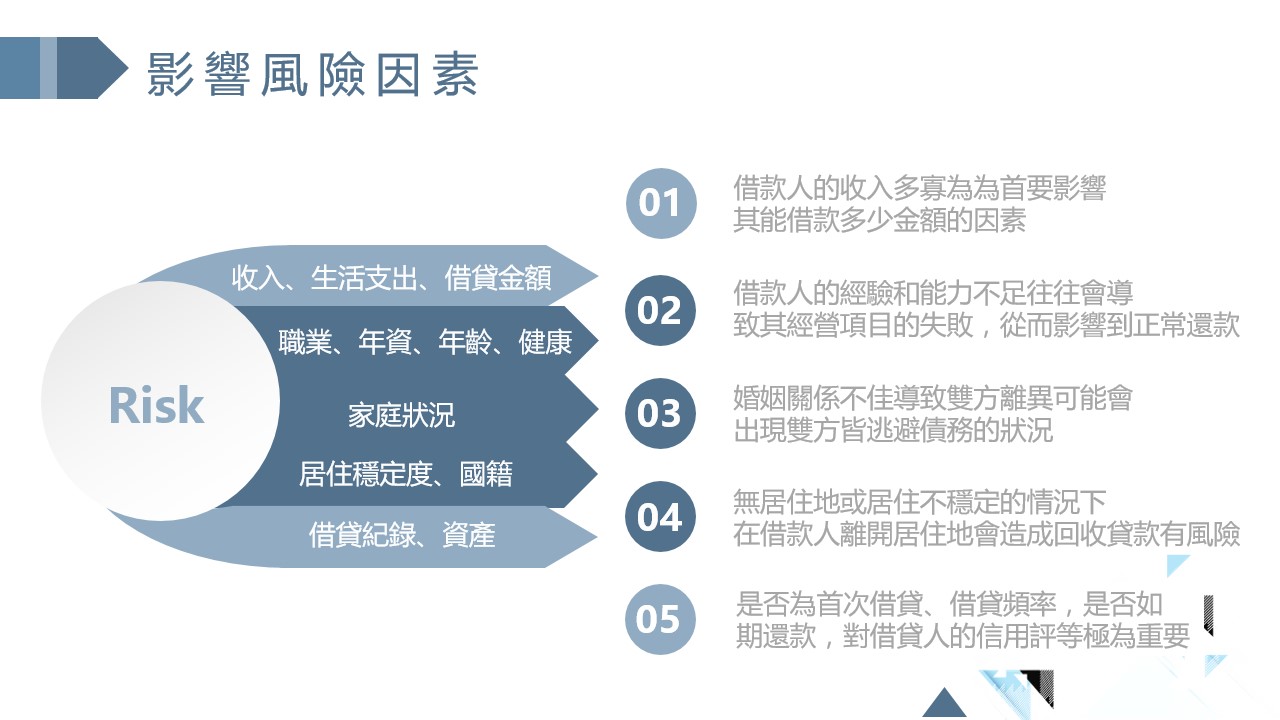 影響風險因素
Risk
收入、生活支出、借貸金額
職業、年資、年齡、健康
家庭狀況
居住穩定度、國籍
借貸紀錄、資產
01
借款人的收入多寡為為首要影響
其能借款多少金額的因素
02
借款人的經驗和能力不足往往會導
致其經營項目的失敗，從而影響到正常還款
03
婚姻關係不佳導致雙方離異可能會
出現雙方皆逃避債務的狀況
04
無居住地或居住不穩定的情況下
在借款人離開居住地會造成回收貸款有風險
05
是否為首次借貸、借貸頻率，是否如
期還款，對借貸人的信用評等極為重要